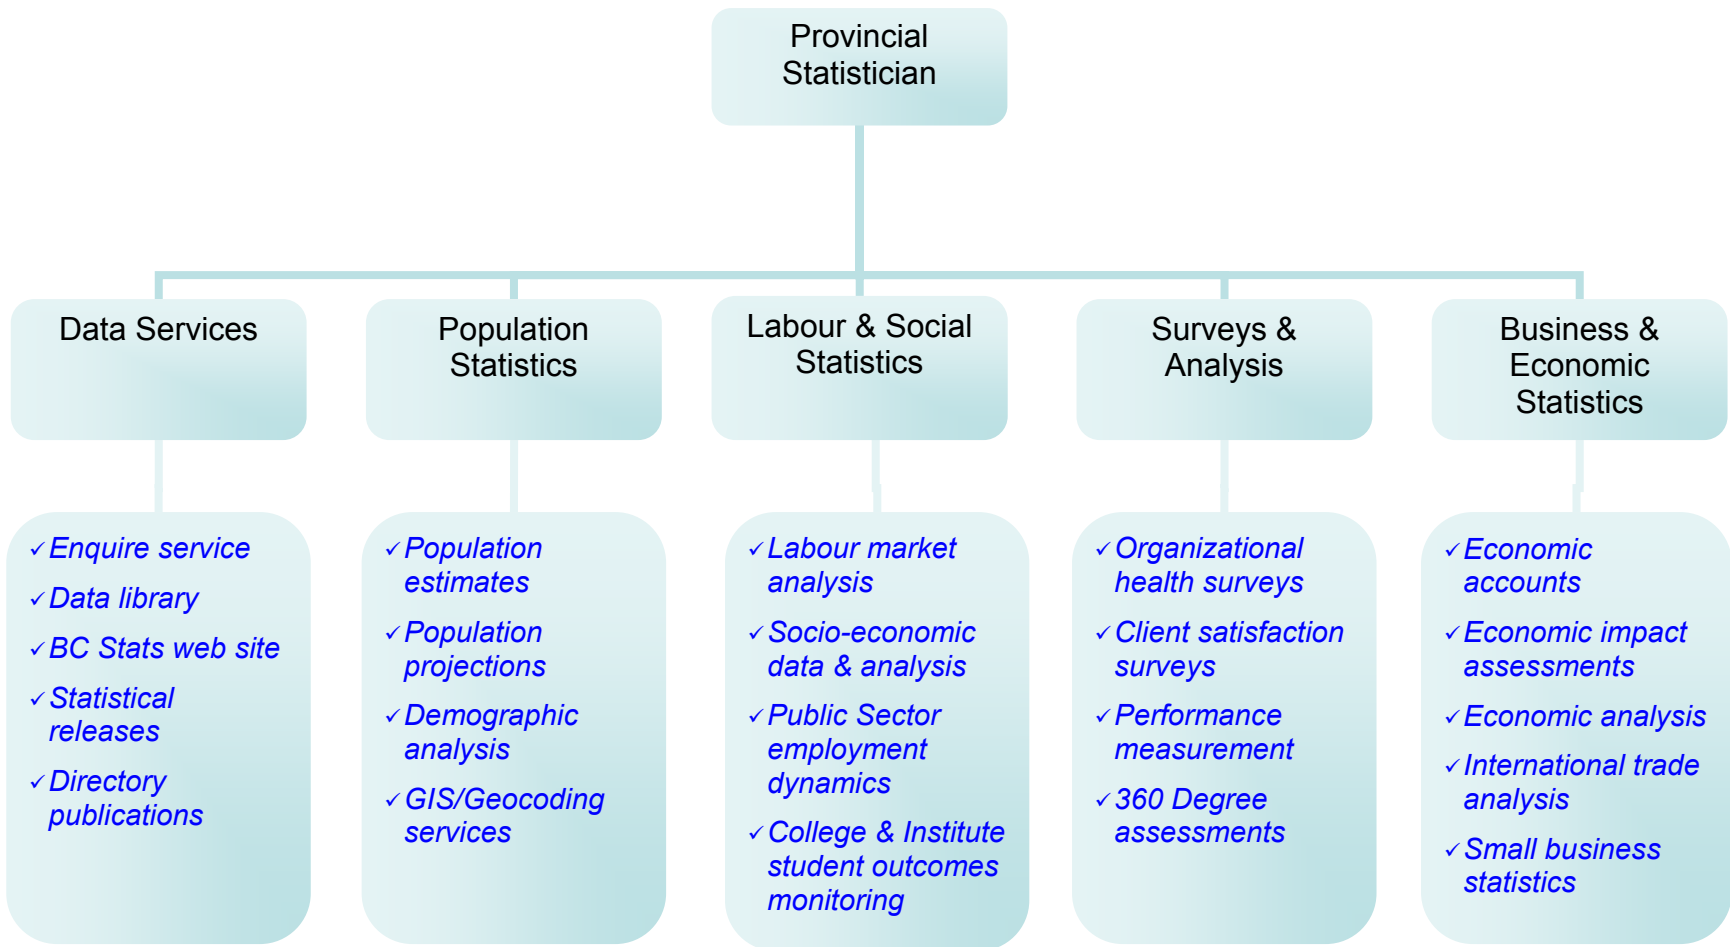 Provincial
Statistician
Data Services
Population
Statistics
Labour & Social
Statistics
Surveys &
Analysis
Business &
Economic
Statistics
✓Enquire service
✓Data library
✓BC Stats web site
✓Statistical
releases
✓Directory
publications
✓Population
estimates
✓Population
projections
✓Demographic
analysis
✓GIS/Geocoding
services
✓Labour market
analysis
✓Socio-economic
data & analysis
✓Public Sector
employment
dynamics
✓College & Institute
student outcomes
monitoring
✓Organizational
health surveys
✓Client satisfaction
surveys
✓Performance
measurement
✓360 Degree
assessments
✓Economic
accounts
✓Economic impact
assessments
✓Economic analysis
✓International trade
analysis
✓Small business
statistics